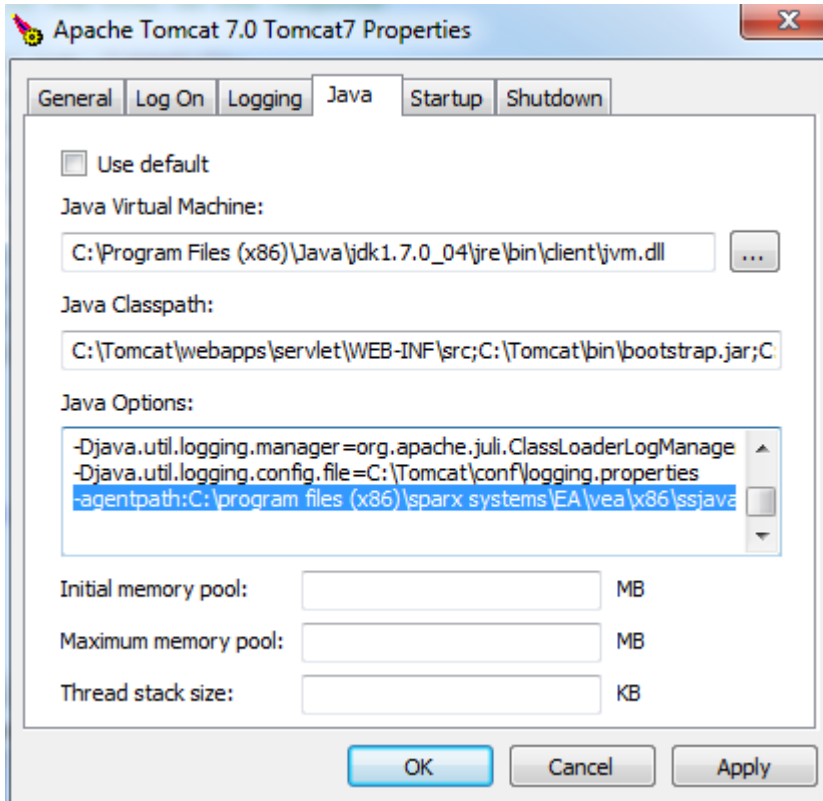 Apache Tomcat 7.0 Tomcat7 Properties
General Log On Logging Java Startup Shutdown
Use default
Java Virtual Machine:
C:\Program Files (x86)\Java\jdk1.7.0_04\jre\bin\client\jvm.dll
...
Java Classpath:
C:\Tomcat\webapps\servlet\WEB-INF\src;C:\Tomcat\bin\bootstrap.jar;C:
Java Options:
-Djava.util.logging.manager=org.apache.juli.ClassLoaderLogManage
-Djava.util.logging.config.file=C:\Tomcat\conf\logging.properties
-agentpath:C:\program files (x86)\sparx systems\EA\vea\x86\ssjava
Initial memory pool: MB
Maximum memory pool: MB
Thread stack size: KB
OK Cancel Apply